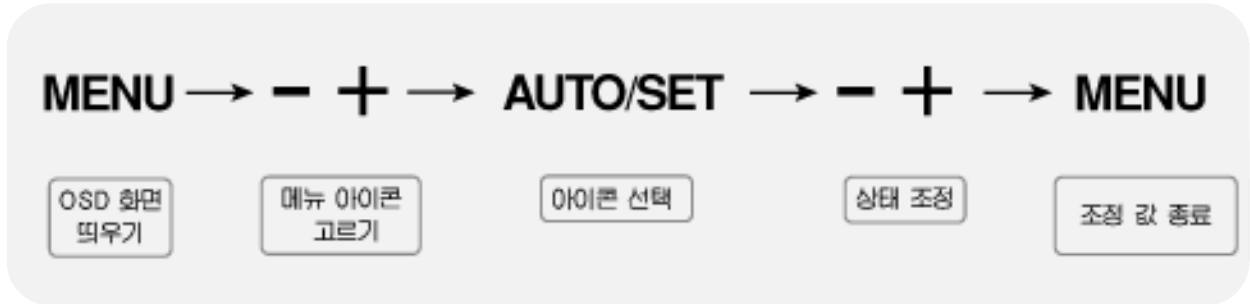 MENU → - + → AUTO/SET → - + → MENU
OSD 화면
띄우기
메뉴 아이콘
고르기
아이콘 선택
상태 조정
조정 값 종료